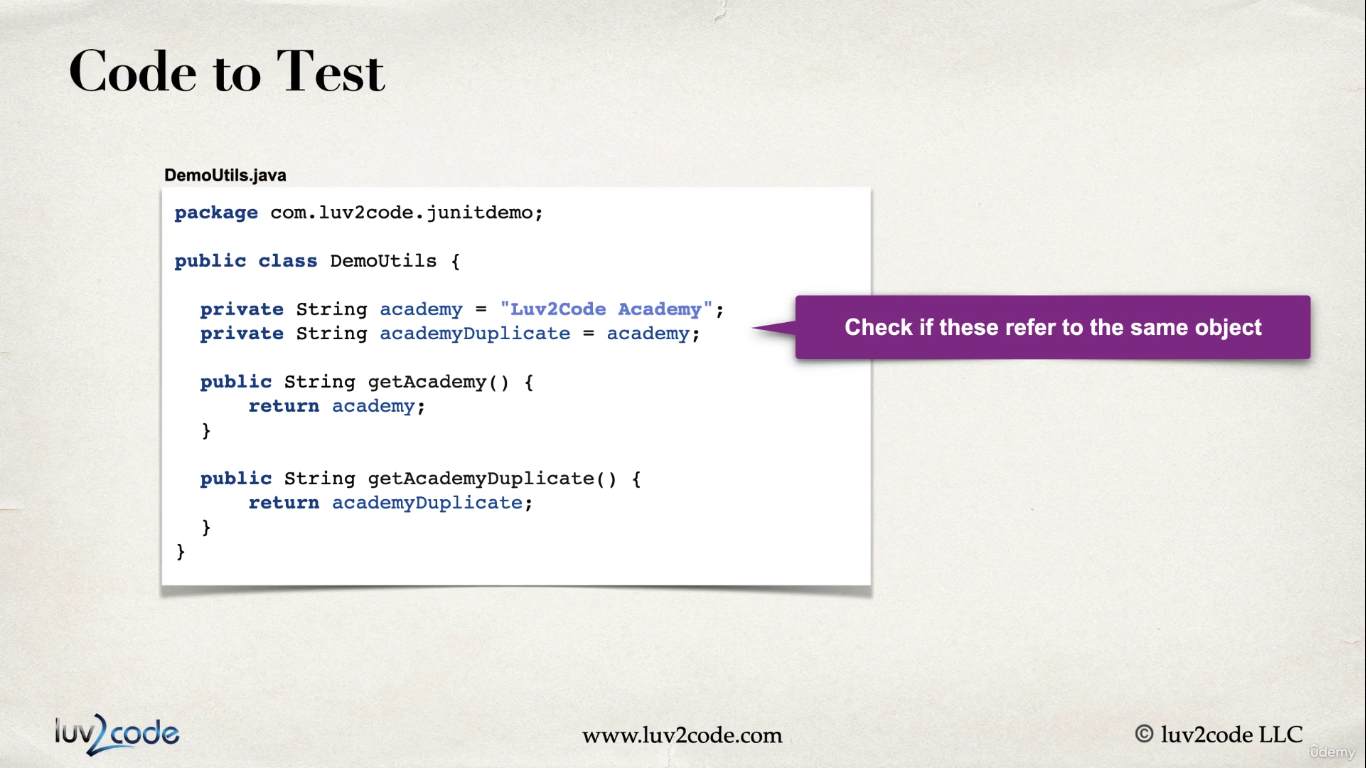 Code to Test
DemoUtils.java
package com.luv2code.junitdemo;
public class DemoUtils {
private String academy = "Luv2Code Academy";
private String academyDuplicate = academy;
Check if these refer to the same object
public String getAcademy() {
return academy;
}
public String getAcademyDuplicate() {
return academyDuplicate;
}
}
luv2code
www.luv2code.com
© luv2code LLC
ûdemy